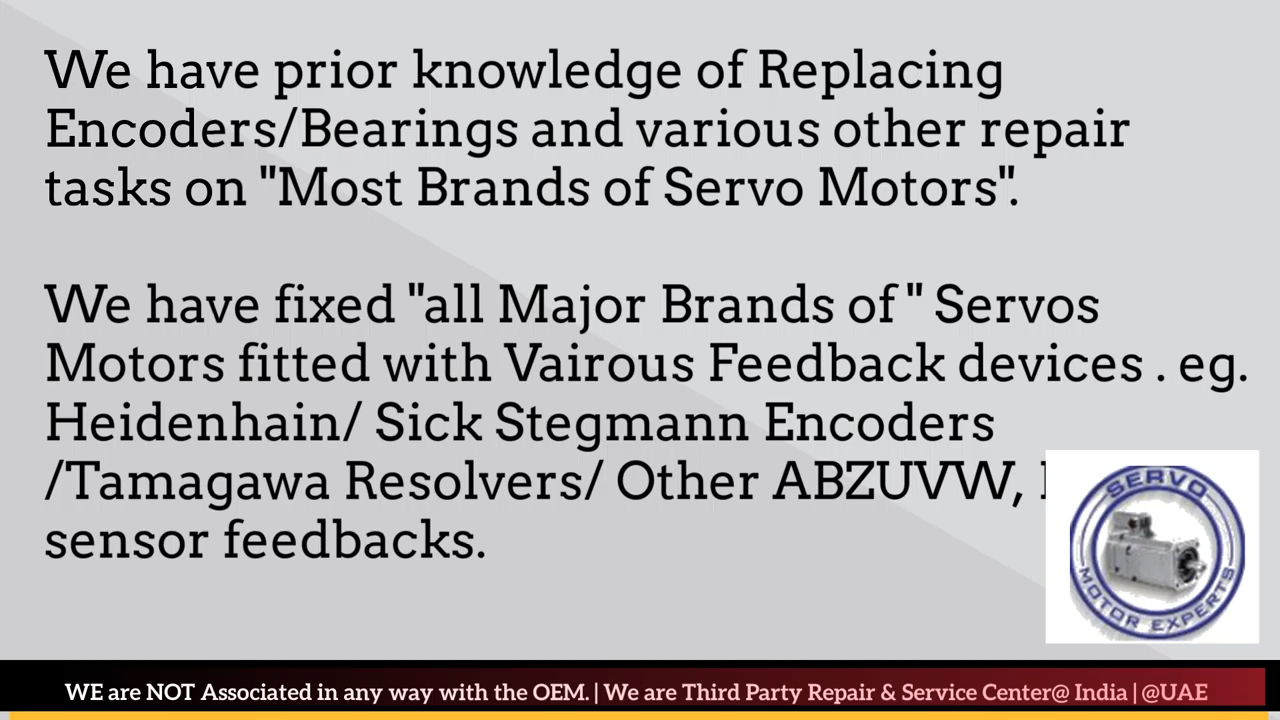 We have prior knowledge of Replacing
Encoders/Bearings and various other repair
tasks on "Most Brands of Servo Motors".
We have fixed "all Major Brands of " Servos
Motors fitted with Vairous Feedback devices . eg.
Heidenhain/ Sick Stegmann Encoders
/Tamagawa Resolvers/ Other ABZUVW,
sensor feedbacks.
SERVO
MOTOR EXPERTS
WE are NOT Associated in any way with the OEM. | We are Third Party Repair & Service Center@ India | @UAE